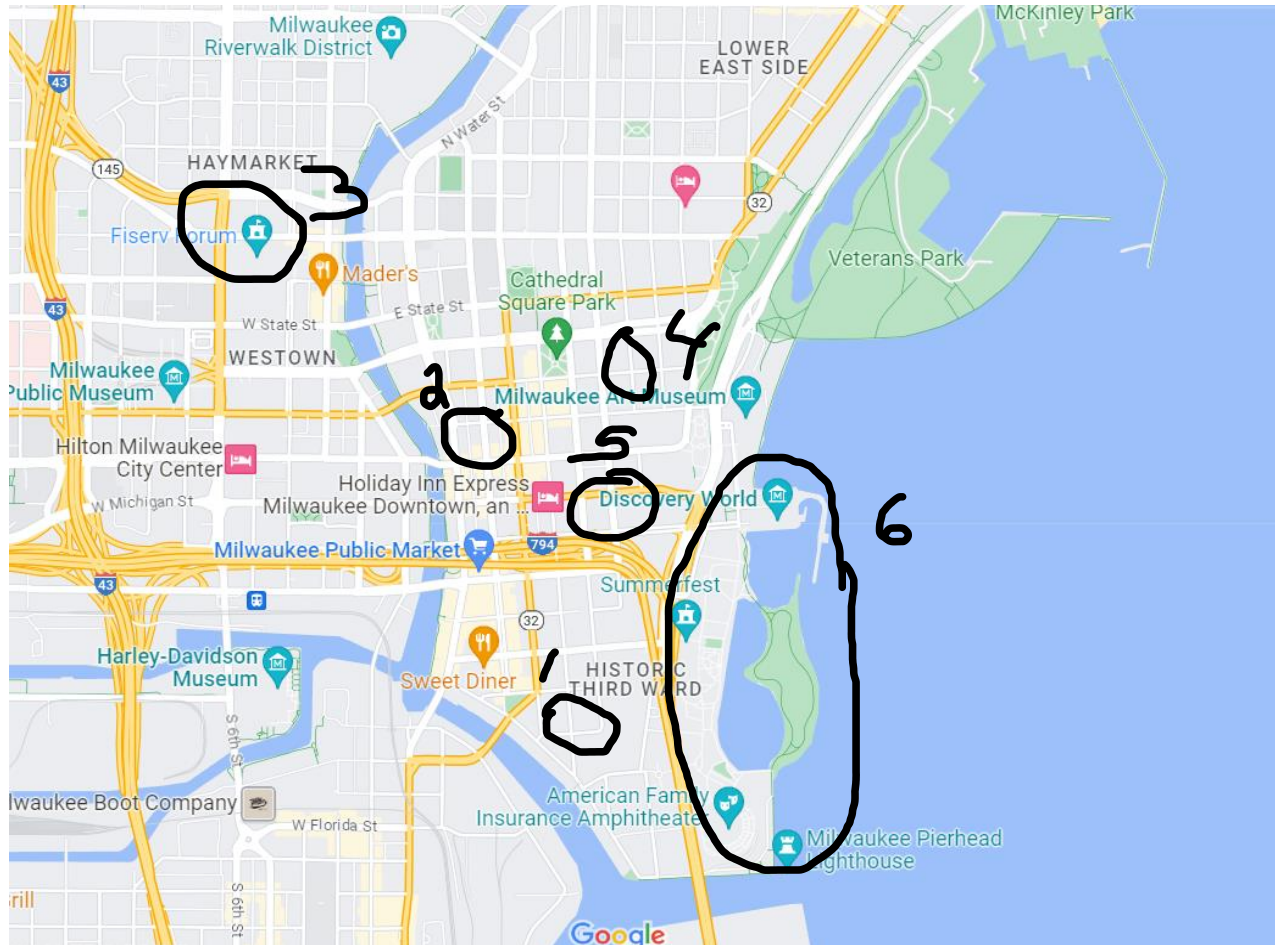 McKinley Park
Milwaukee
Riverwalk District
LOWER
EAST SIDE
43
N Water St
145
HAYMARKET
3
32
Fiserv Forum
Veterans Park
Mader's
Cathedral
Square Park
43
E State St
W State St
4
WESTOWN
Milwaukee
Public Museum
2
Milwaukee Art Museum
Hilton Milwaukee
City Center
5
Holiday Inn Express
Milwaukee Downtown, an ...
W Michigan St
Discovery World
6
Milwaukee Public Market
794
43
Summerfest
32
Harley-Davidson
Museum
Sweet Diner
1
HISTORIC
THIRD WARD
S 6th St
lwaukee Boot Company
American Family
Insurance Amphitheater
W Florida St
Milwaukee Pierhead
Lighthouse
S 6th St
rill
Google